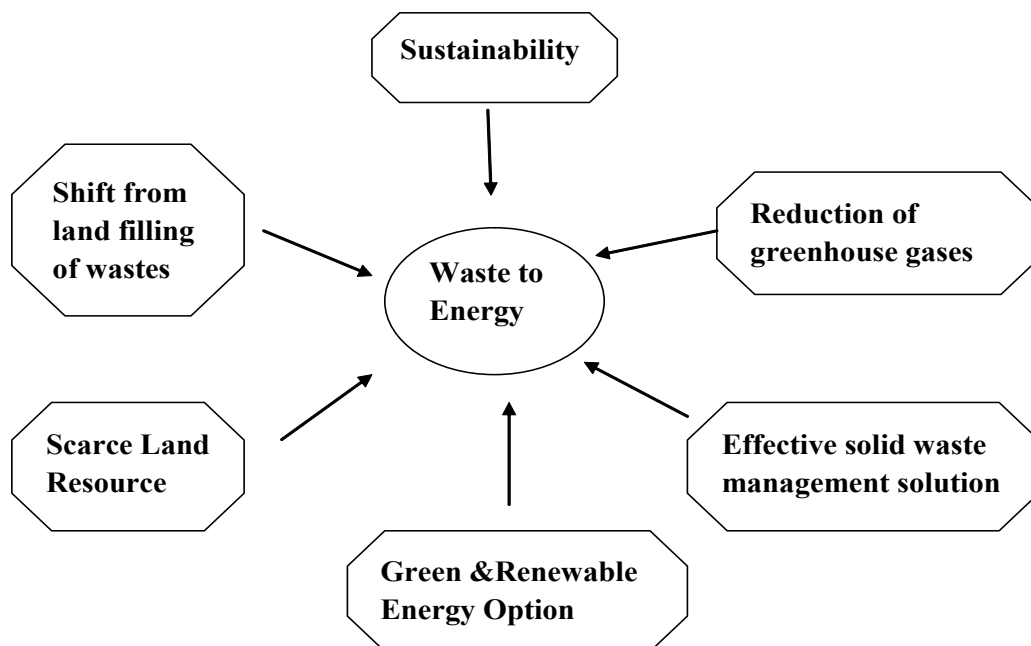 Sustainability
Shift from
land filling
of wastes
Reduction of
greenhouse gases
Waste to
Energy
Scarce Land
Resource
Effective solid waste
management solution
Green &Renewable
Energy Option